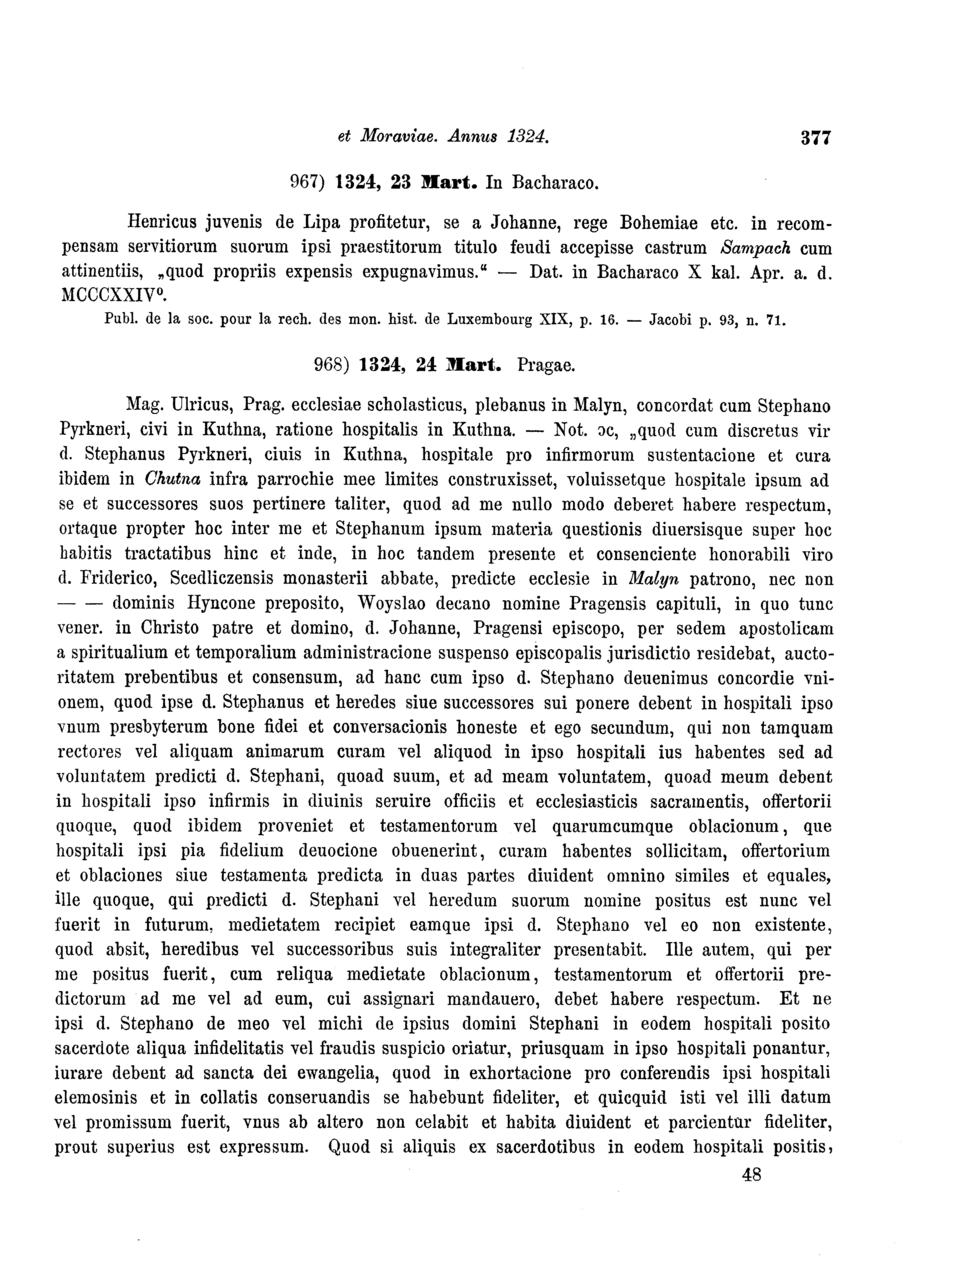 et Moraviae. Annus 1324. 377
967) 1324, 23 Mart. In Bacharaco.
Henricus juvenis de Lipa profitetur, se a Johanne, rege Bohemiae etc. in recom-
pensam servitiorum suorum ipsi praestitorum titulo feudi accepisse castrum Sampach cum
attinentiis, „quod propriis expensis expugnavimus.“ — Dat. in Bacharaco X kal. Apr. a. d.
MCCCXXIV⁰.
Publ. de la soc. pour la rech. des mon. hist. de Luxembourg XIX, p. 16. — Jacobi p. 93, n. 71.
968) 1324, 24 Mart. Pragae.
Mag. Ulricus, Prag. ecclesiae scholasticus, plebanus in Malyn, concordat cum Stephano
Pyrkneri, civi in Kuthna, ratione hospitalis in Kuthna. — Not. ɔc, „quod cum discretus vir
d. Stephanus Pyrkneri, ciuis in Kuthna, hospitale pro infirmorum sustentacione et cura
ibidem in Chutna infra parrochie mee limites construxisset, voluissetque hospitale ipsum ad
se et successores suos pertinere taliter, quod ad me nullo modo deberet habere respectum,
ortaque propter hoc inter me et Stephanum ipsum materia questionis diuersisque super hoc
habitis tractatibus hinc et inde, in hoc tandem presente et consenciente honorabili viro
d. Friderico, Scedliczensis monasterii abbate, predicte ecclesie in Malyn patrono, nec non
— — dominis Hyncone preposito, Woyslao decano nomine Pragensis capituli, in quo tunc
vener. in Christo patre et domino, d. Johanne, Pragensi episcopo, per sedem apostolicam
a spiritualium et temporalium administracione suspenso episcopalis jurisdictio residebat, aucto-
ritatem prebentibus et consensum, ad hanc cum ipso d. Stephano deuenimus concordie vni-
onem, quod ipse d. Stephanus et heredes siue successores sui ponere debent in hospitali ipso
vnum presbyterum bone fidei et conversacionis honeste et ego secundum, qui non tamquam
rectores vel aliquam animarum curam vel aliquod in ipso hospitali ius habentes sed ad
voluntatem predicti d. Stephani, quoad suum, et ad meam voluntatem, quoad meum debent
in hospitali ipso infirmis in diuinis seruire officiis et ecclesiasticis sacramentis, offertorii
quoque, quod ibidem proveniet et testamentorum vel quarumcumque oblacionum, que
hospitali ipsi pia fidelium deuocione obuenerint, curam habentes sollicitam, offertorium
et oblaciones siue testamenta predicta in duas partes diuident omnino similes et equales,
ille quoque, qui predicti d. Stephani vel heredum suorum nomine positus est nunc vel
fuerit in futurum, medietatem recipiet eamque ipsi d. Stephano vel eo non existente,
quod absit, heredibus vel successoribus suis integraliter presentabit. Ille autem, qui per
me positus fuerit, cum reliqua medietate oblacionum, testamentorum et offertorii pre-
dictorum ad me vel ad eum, cui assignari mandauero, debet habere respectum. Et ne
ipsi d. Stephano de meo vel michi de ipsius domini Stephani in eodem hospitali posito
sacerdote aliqua infidelitatis vel fraudis suspicio oriatur, priusquam in ipso hospitali ponantur,
iurare debent ad sancta dei ewangelia, quod in exhortacione pro conferendis ipsi hospitali
elemosinis et in collatis conseruandis se habebunt fideliter, et quicquid isti vel illi datum
vel promissum fuerit, vnus ab altero non celabit et habita diuident et parcientur fideliter,
prout superius est expressum. Quod si aliquis ex sacerdotibus in eodem hospitali positis,
48